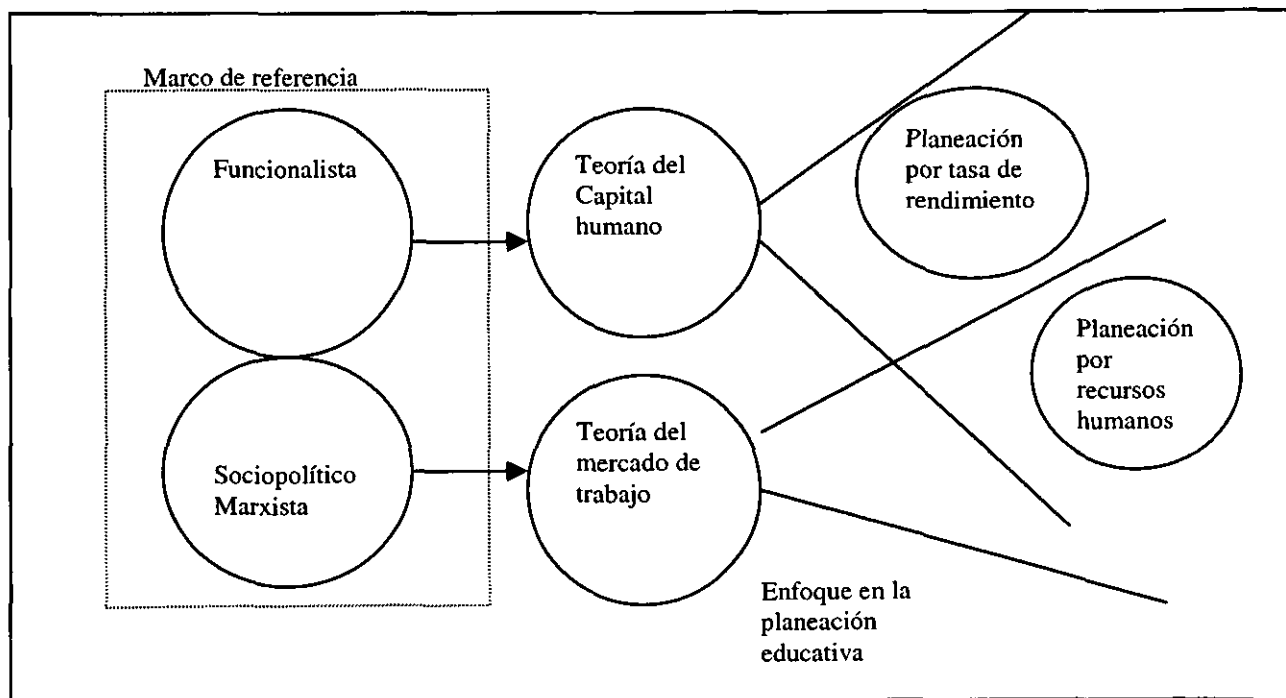 Marco de referencia
Funcionalista
Sociopolítico
Marxista
Teoría del
Capital
humano
Teoría del
mercado de
trabajo
Planeación
por tasa de
rendimiento
Planeación
por
recursos
humanos
Enfoque en la
planeación
educativa